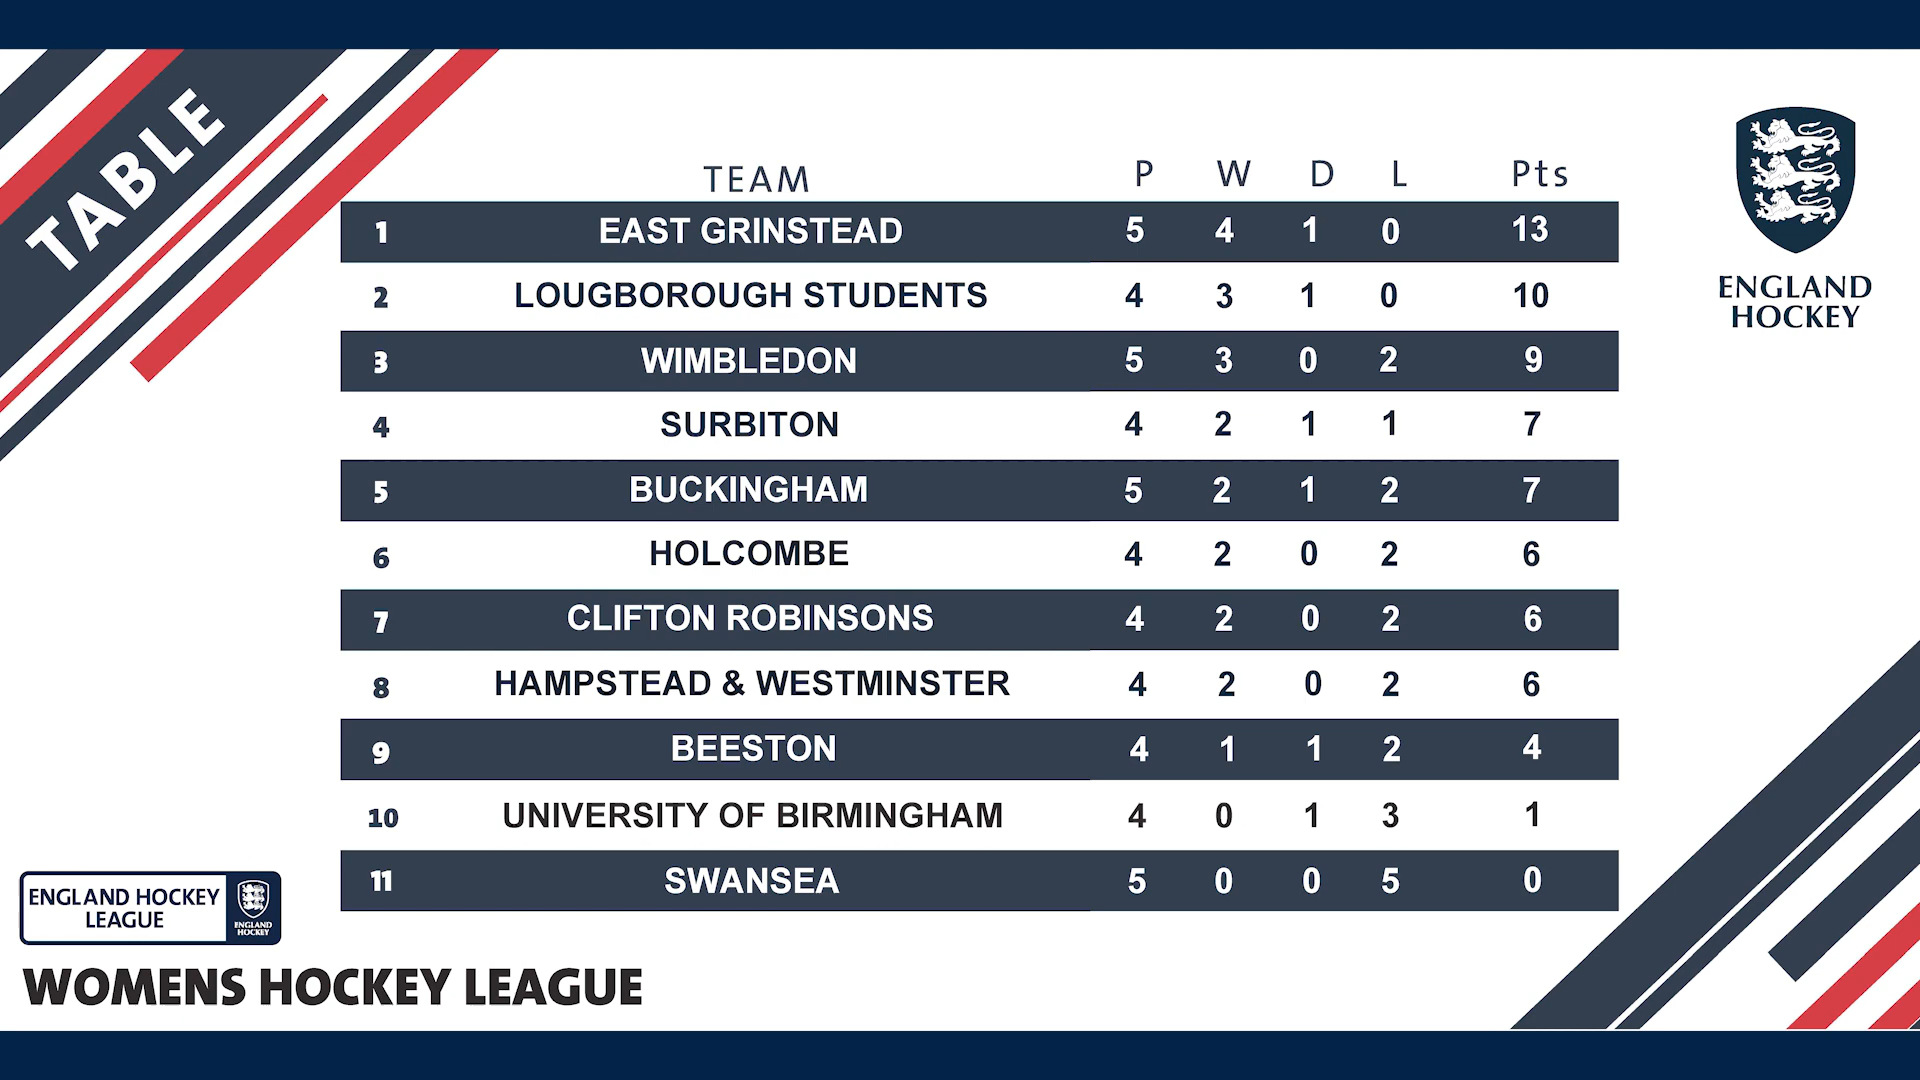 TABLE
TEAM P W D L Pts
1 EAST GRINSTEAD 5 4 1 0 13
2 LOUGBOROUGH STUDENTS 4 3 1 0 10
3 WIMBLEDON 5 3 0 2 9
4 SURBITON 4 2 1 1 7
5 BUCKINGHAM 5 2 1 2 7
6 HOLCOMBE 4 2 0 2 6
7 CLIFTON ROBINSONS 4 2 0 2 6
8 HAMPSTEAD & WESTMINSTER 4 2 0 2 6
9 BEESTON 4 1 1 2 4
10 UNIVERSITY OF BIRMINGHAM 4 0 1 3 1
11 SWANSEA 5 0 0 5 0
ENGLAND
HOCKEY
ENGLAND HOCKEY
LEAGUE
ENGLAND
HOCKEY
WOMENS HOCKEY LEAGUE